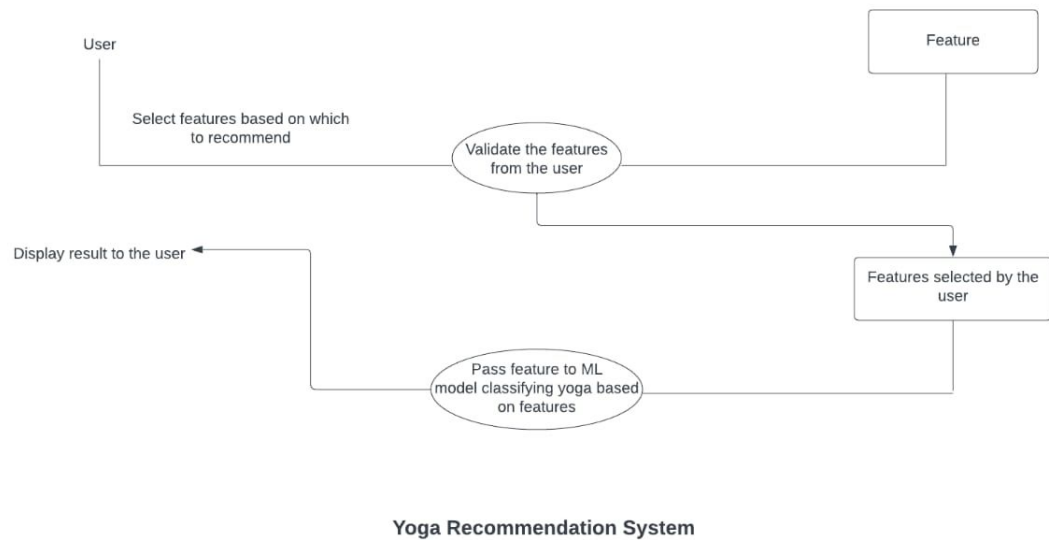 User
Feature
Select features based on which
to recommend
Validate the features
from the user
Display result to the user
Features selected by the
user
Pass feature to ML
model classifying yoga based
on features
Yoga Recommendation System